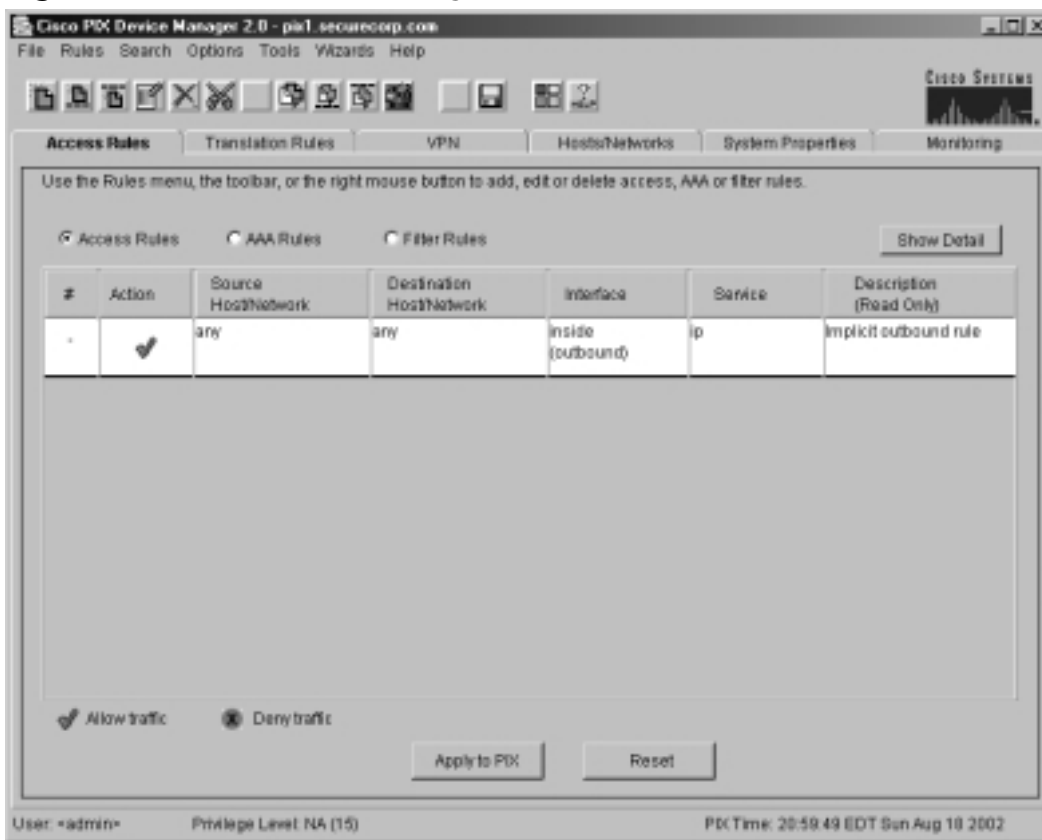 Cisco PIX Device Manager 2.0 - pix1.securecorp.com
File Rules Search Options Tools Wizards Help
CISCO SYSTEMS
Access Rules Translation Rules VPN Hosts/Networks System Properties Monitoring
Use the Rules menu, the toolbar, or the right mouse button to add, edit or delete access, AAA or filter rules.
Access Rules AAA Rules Filter Rules Show Detail
# Action Source Host/Network Destination Host/Network Interface Service Description (Read Only)
- any any inside (outbound) ip Implicit outbound rule
Allow traffic Deny traffic
Apply to PIX Reset
User: <admin> Privilege Level: NA (15) PIX Time: 20:59:49 EDT Sun Aug 18 2002